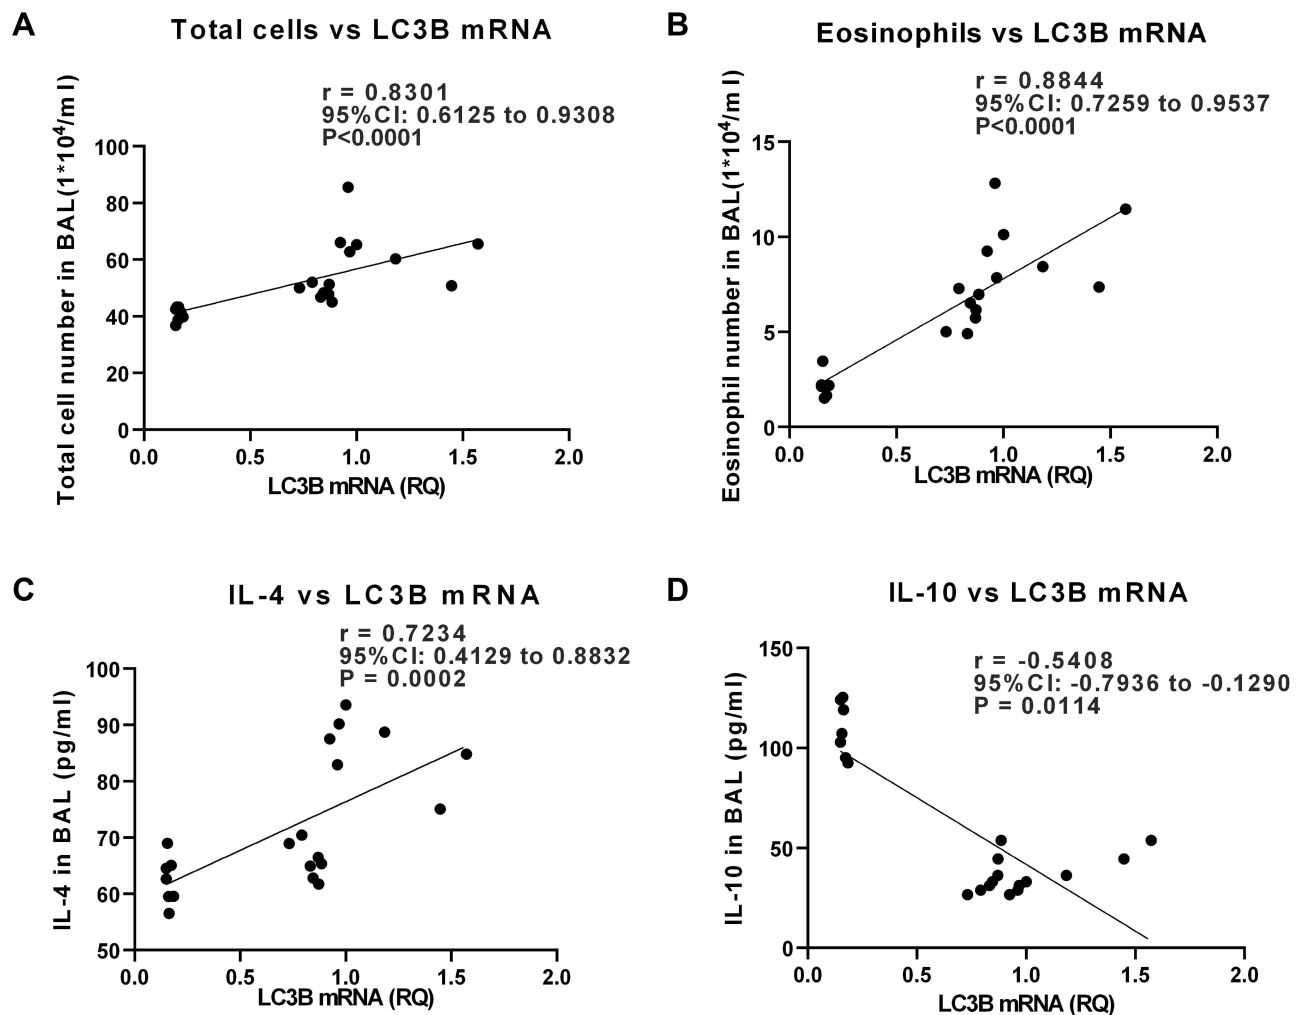 A
Total cells vs LC3B mRNA
r = 0.8301
95%CI: 0.6125 to 0.9308
P<0.0001
Total cell number in BAL(1*10⁴/ml)
100
80
60
40
20
0
0.0 0.5 1.0 1.5 2.0
LC3B mRNA (RQ)
B
Eosinophils vs LC3B mRNA
r = 0.8844
95%CI: 0.7259 to 0.9537
P<0.0001
Eosinophil number in BAL(1*10⁴/ml)
15
10
5
0
0.0 0.5 1.0 1.5 2.0
LC3B mRNA (RQ)
C
IL-4 vs LC3B mRNA
r = 0.7234
95%CI: 0.4129 to 0.8832
P = 0.0002
IL-4 in BAL (pg/ml)
100
90
80
70
60
50
0.0 0.5 1.0 1.5 2.0
LC3B mRNA (RQ)
D
IL-10 vs LC3B mRNA
r = -0.5408
95%CI: -0.7936 to -0.1290
P = 0.0114
IL-10 in BAL (pg/ml)
150
100
50
0
0.0 0.5 1.0 1.5 2.0
LC3B mRNA (RQ)